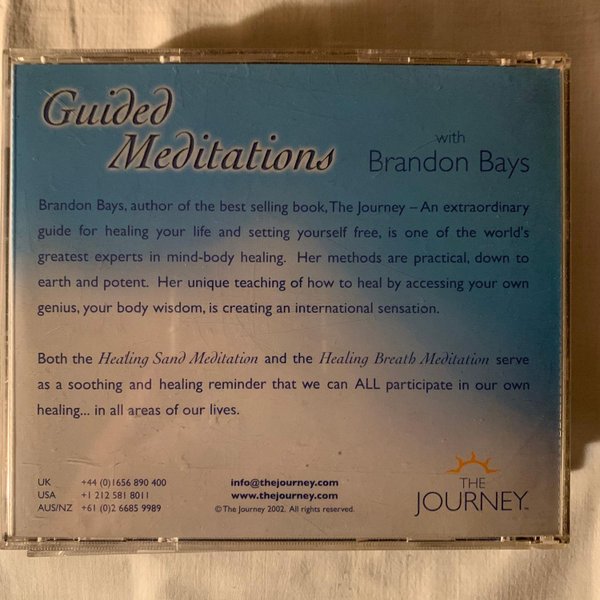 Guided
Meditations
with
Brandon Bays
Brandon Bays, author of the best selling book, The Journey – An extraordinary
guide for healing your life and setting yourself free, is one of the world's
greatest experts in mind-body healing. Her methods are practical, down to
earth and potent. Her unique teaching of how to heal by accessing your own
genius, your body wisdom, is creating an international sensation.
Both the Healing Sand Meditation and the Healing Breath Meditation serve
as a soothing and healing reminder that we can ALL participate in our own
healing... in all areas of our lives.
UK +44 (0)1656 890 400
USA +1 212 581 8011
AUS/NZ +61 (0)2 6685 9989
info@thejourney.com
www.thejourney.com
© The Journey 2002. All rights reserved.
THE
JOURNEY™